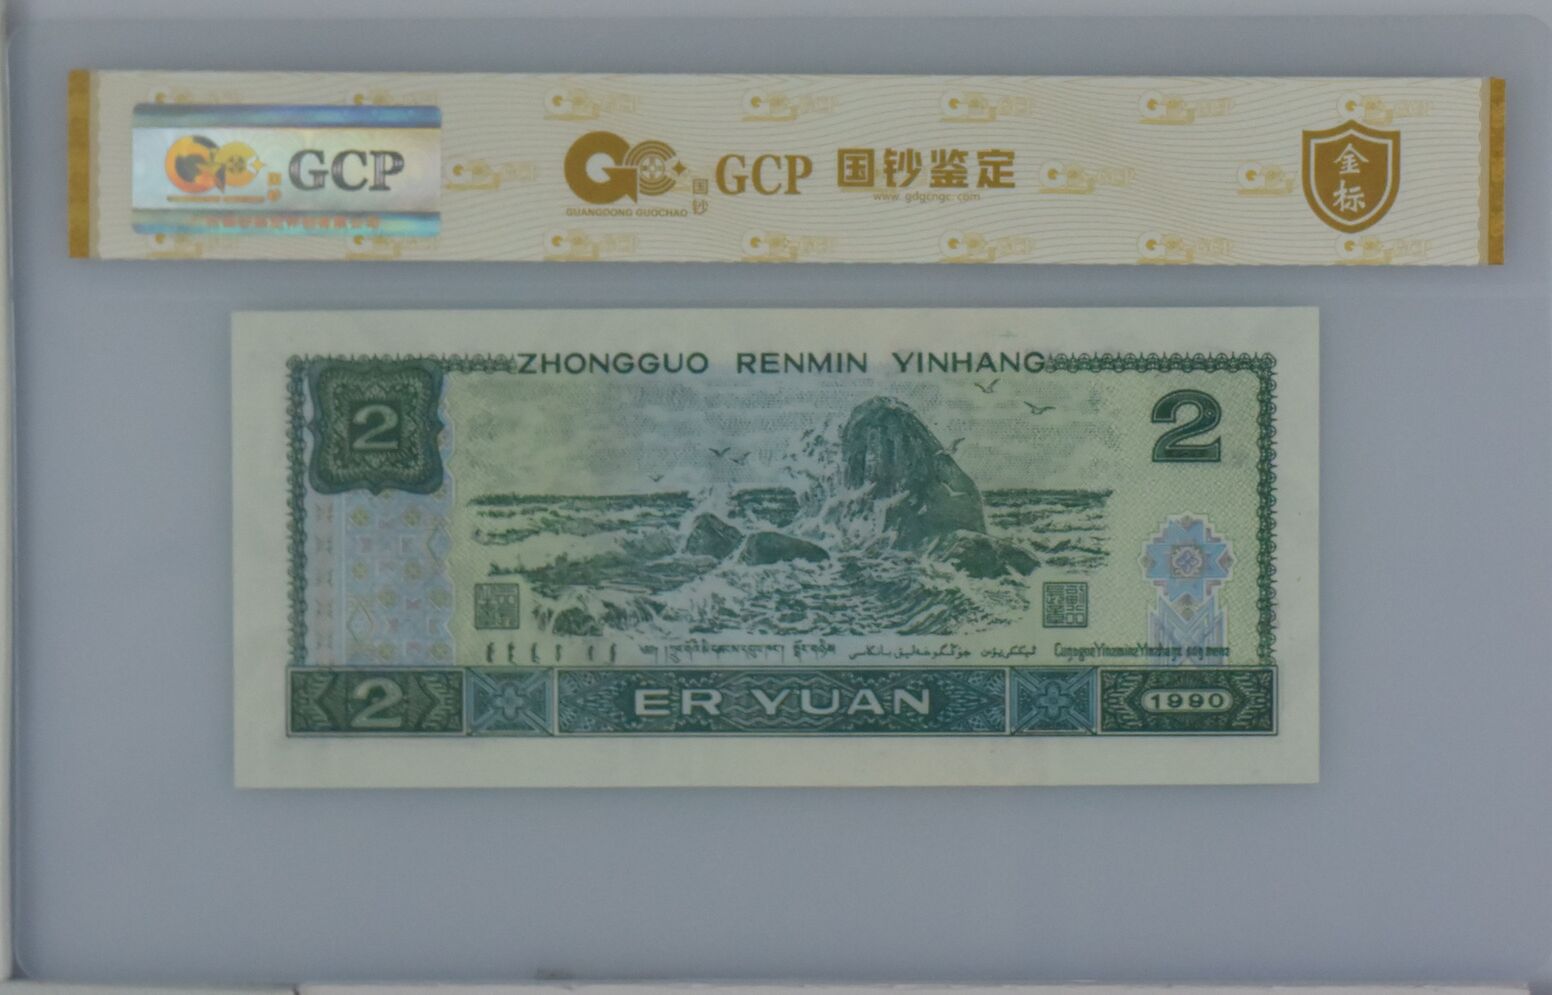 GCP
GCP 国钞鉴定
国钞
GUANGDONG GUOCHAO
www.gdgcngc.com
金标
ZHONGGUO RENMIN YINHANG
2
2
2
ER YUAN
1990